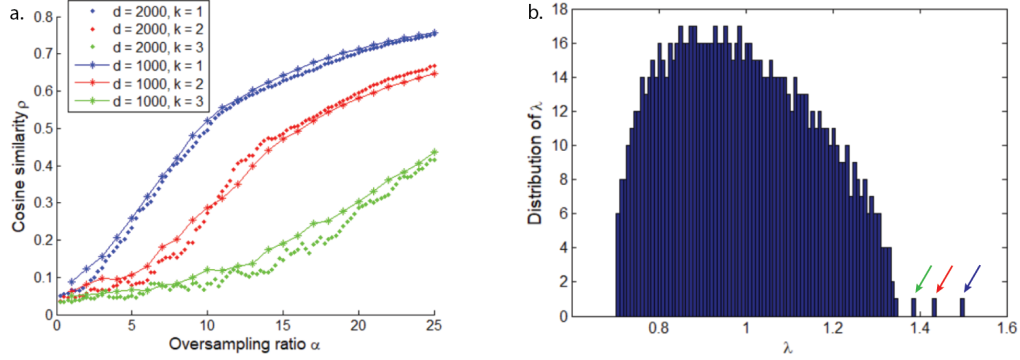 a.
Cosine similarity ρ
0.8
0.7
0.6
0.5
0.4
0.3
0.2
0.1
0
d = 2000, k = 1
d = 2000, k = 2
d = 2000, k = 3
d = 1000, k = 1
d = 1000, k = 2
d = 1000, k = 3
0 5 10 15 20 25
Oversampling ratio α
b.
Distribution of λ
18
16
14
12
10
8
6
4
2
0
0.8 1 1.2 1.4 1.6
λ